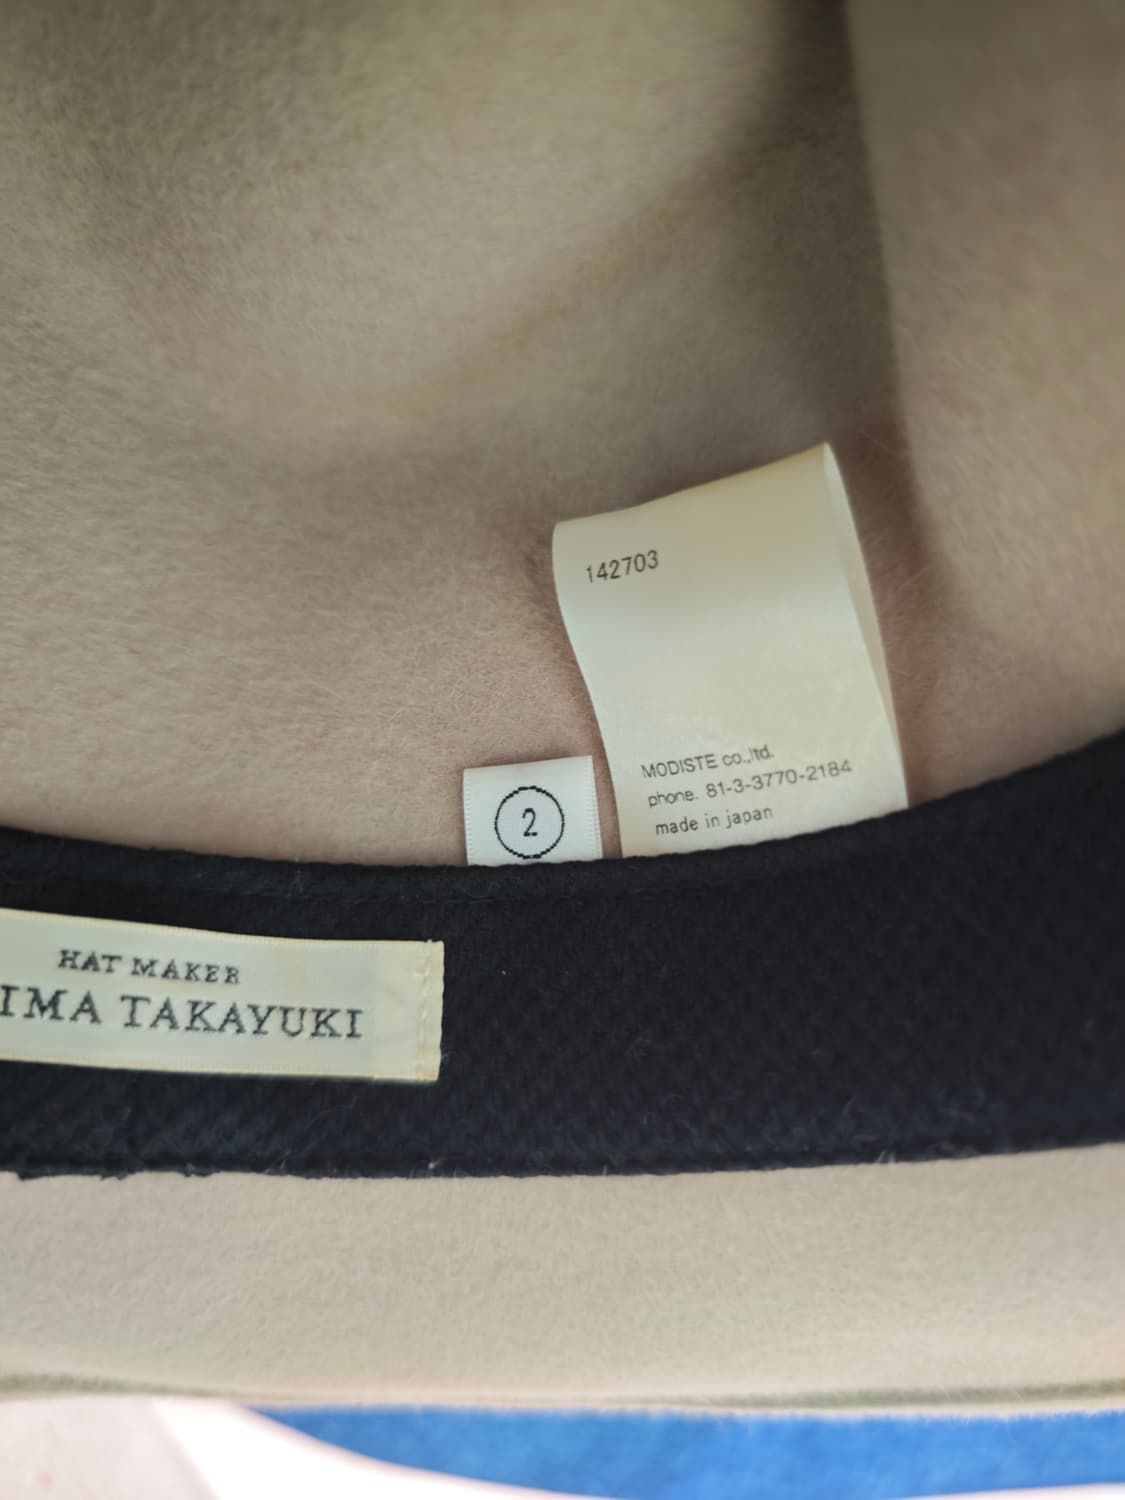 142703
MODISTE co.,ltd.
phone. 81-3-3770-2184
made in japan
2
HAT MAKER
IMA TAKAYUKI